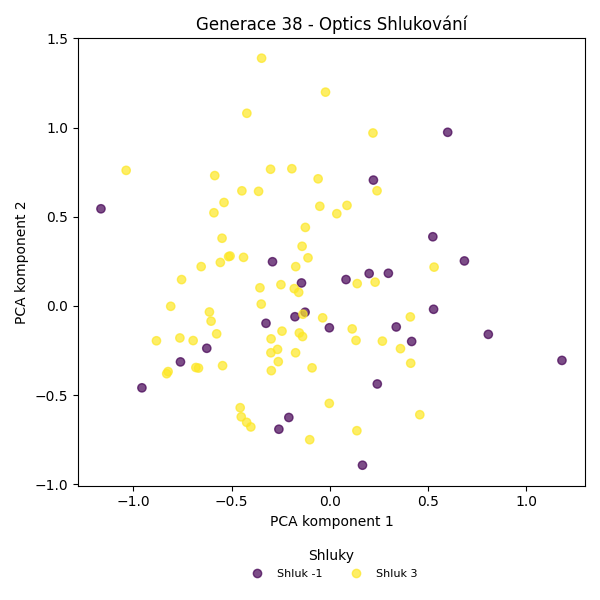 Generace 38 - Optics Shlukování
1.5
1.0
0.5
0.0
−0.5
−1.0
PCA komponent 2
−1.0 −0.5 0.0 0.5 1.0
PCA komponent 1
Shluky
Shluk -1 Shluk 3